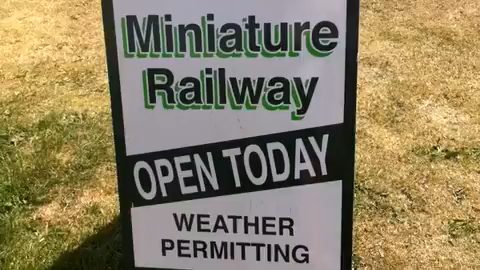 Miniature
Railway
OPEN TODAY
WEATHER
PERMITTING